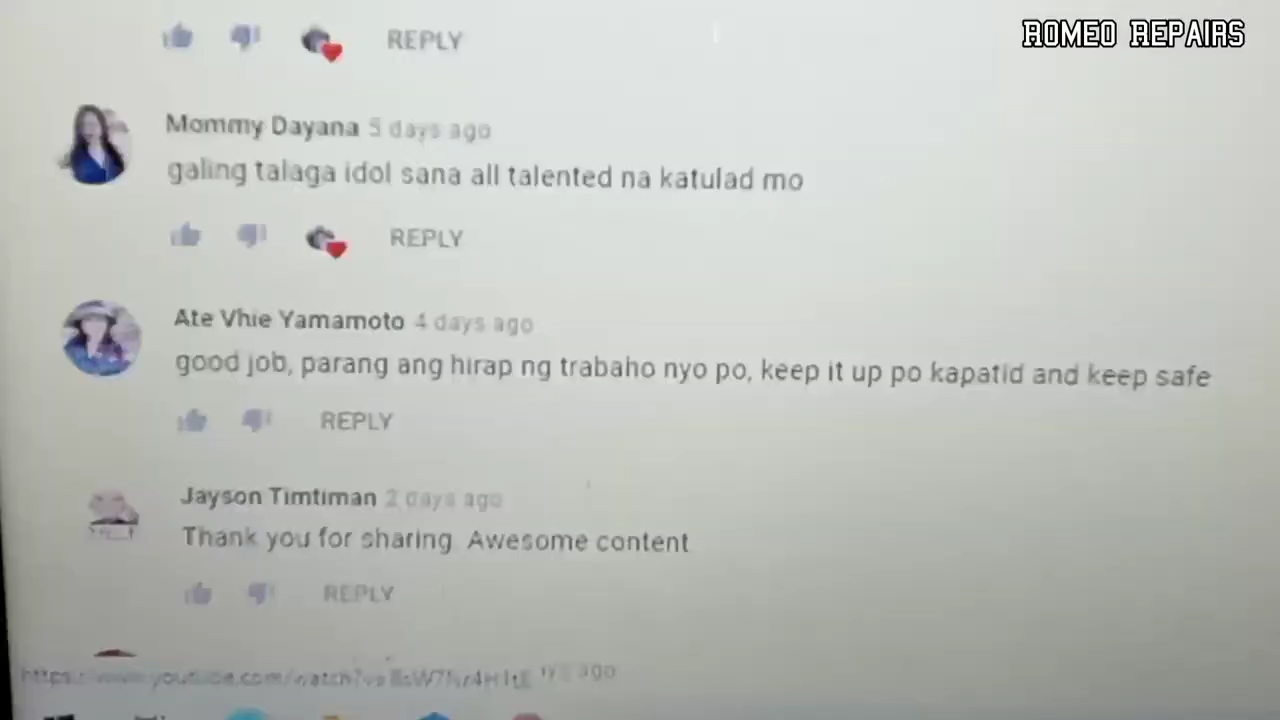 ROMEO REPAIRS
REPLY
Mommy Dayana 5 days ago
galing talaga idol sana all talented na katulad mo
REPLY
Ate Vhie Yamamoto 4 days ago
good job, parang ang hirap ng trabaho nyo po, keep it up po kapatid and keep safe
REPLY
Jayson Timtiman 2 days ago
Thank you for sharing. Awesome content
REPLY
ago